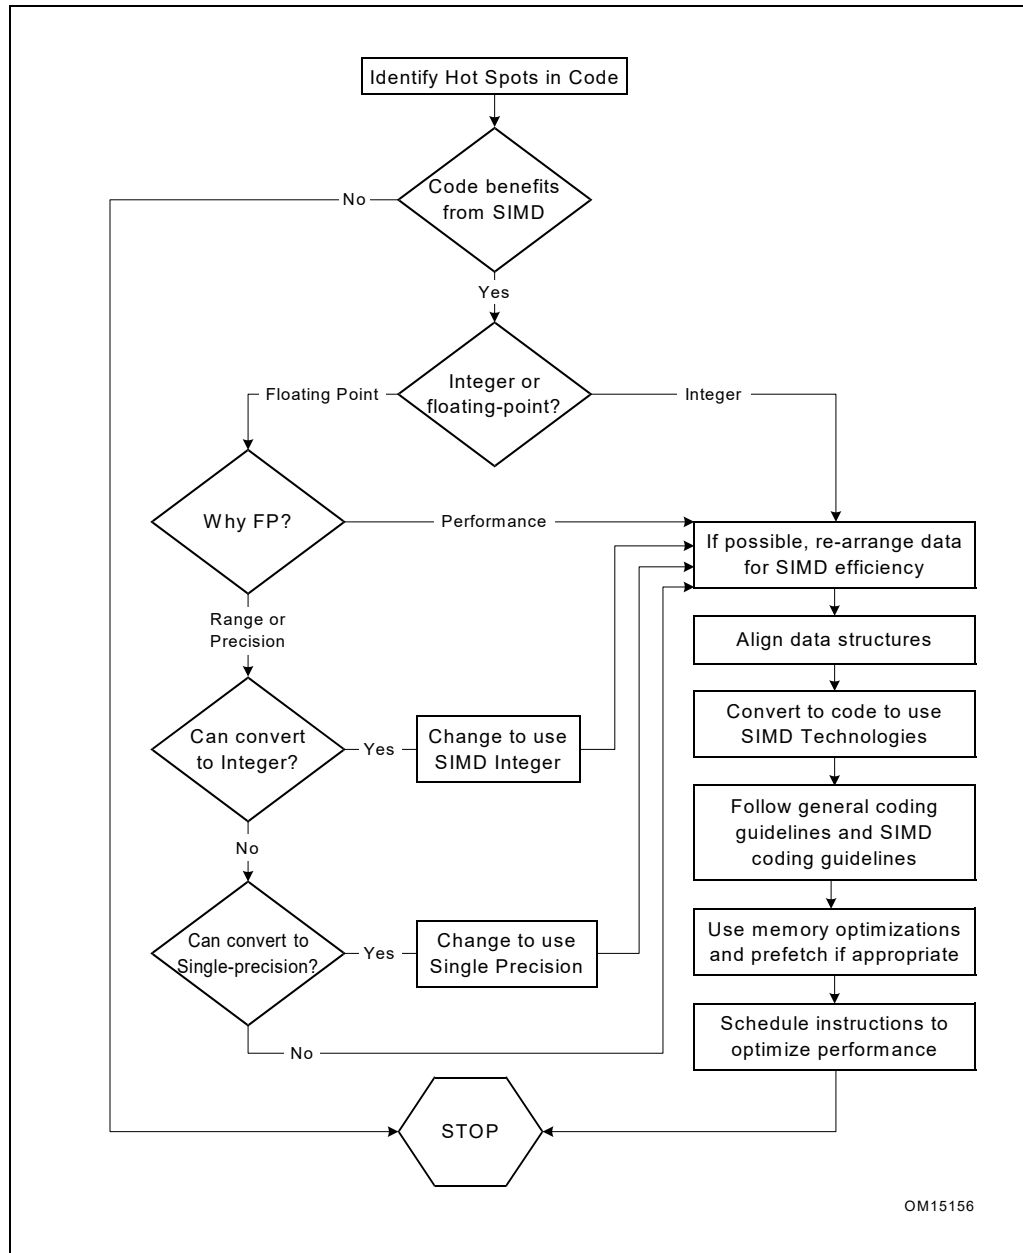 Identify Hot Spots in Code
Code benefits
from SIMD
No
Yes
Integer or
floating-point?
Floating Point
Integer
Why FP?
Performance
If possible, re-arrange data
for SIMD efficiency
Range or
Precision
Align data structures
Can convert
to Integer?
Yes
Change to use
SIMD Integer
Convert to code to use
SIMD Technologies
Follow general coding
guidelines and SIMD
coding guidelines
No
Can convert to
Single-precision?
Yes
Change to use
Single Precision
Use memory optimizations
and prefetch if appropriate
Schedule instructions to
optimize performance
No
STOP
OM15156